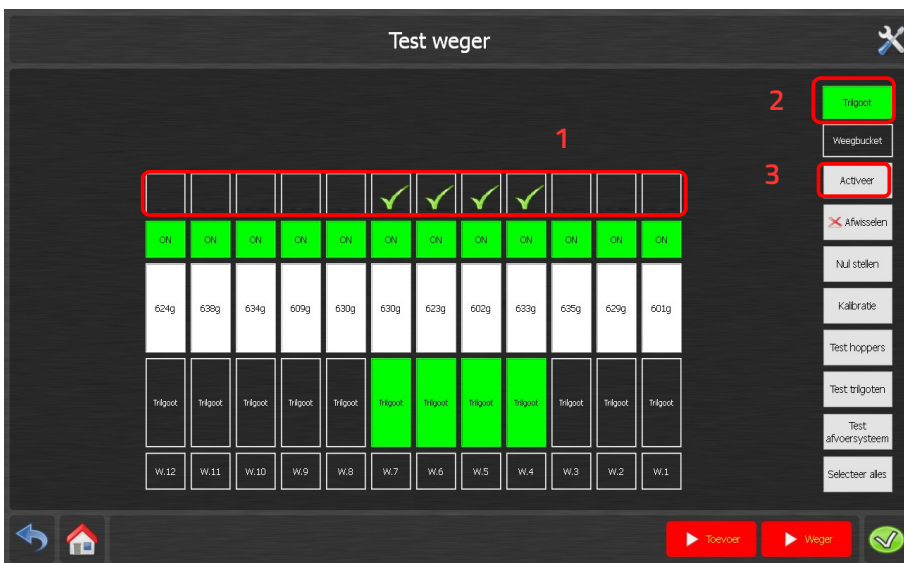 Test weger
2
Trilgoot
Weegbucket
1
3
Activeer
Afwisselen
ON ON ON ON ON ON ON ON ON ON ON ON
Nul stellen
624g 638g 634g 609g 630g 630g 623g 602g 633g 635g 629g 601g
Kalibratie
Test hoppers
Test trilgoten
Trilgoot Trilgoot Trilgoot Trilgoot Trilgoot Trilgoot Trilgoot Trilgoot Trilgoot Trilgoot Trilgoot Trilgoot
Test
afvoersysteem
W.12 W.11 W.10 W.9 W.8 W.7 W.6 W.5 W.4 W.3 W.2 W.1
Selecteer alles
Toevoer
Weger